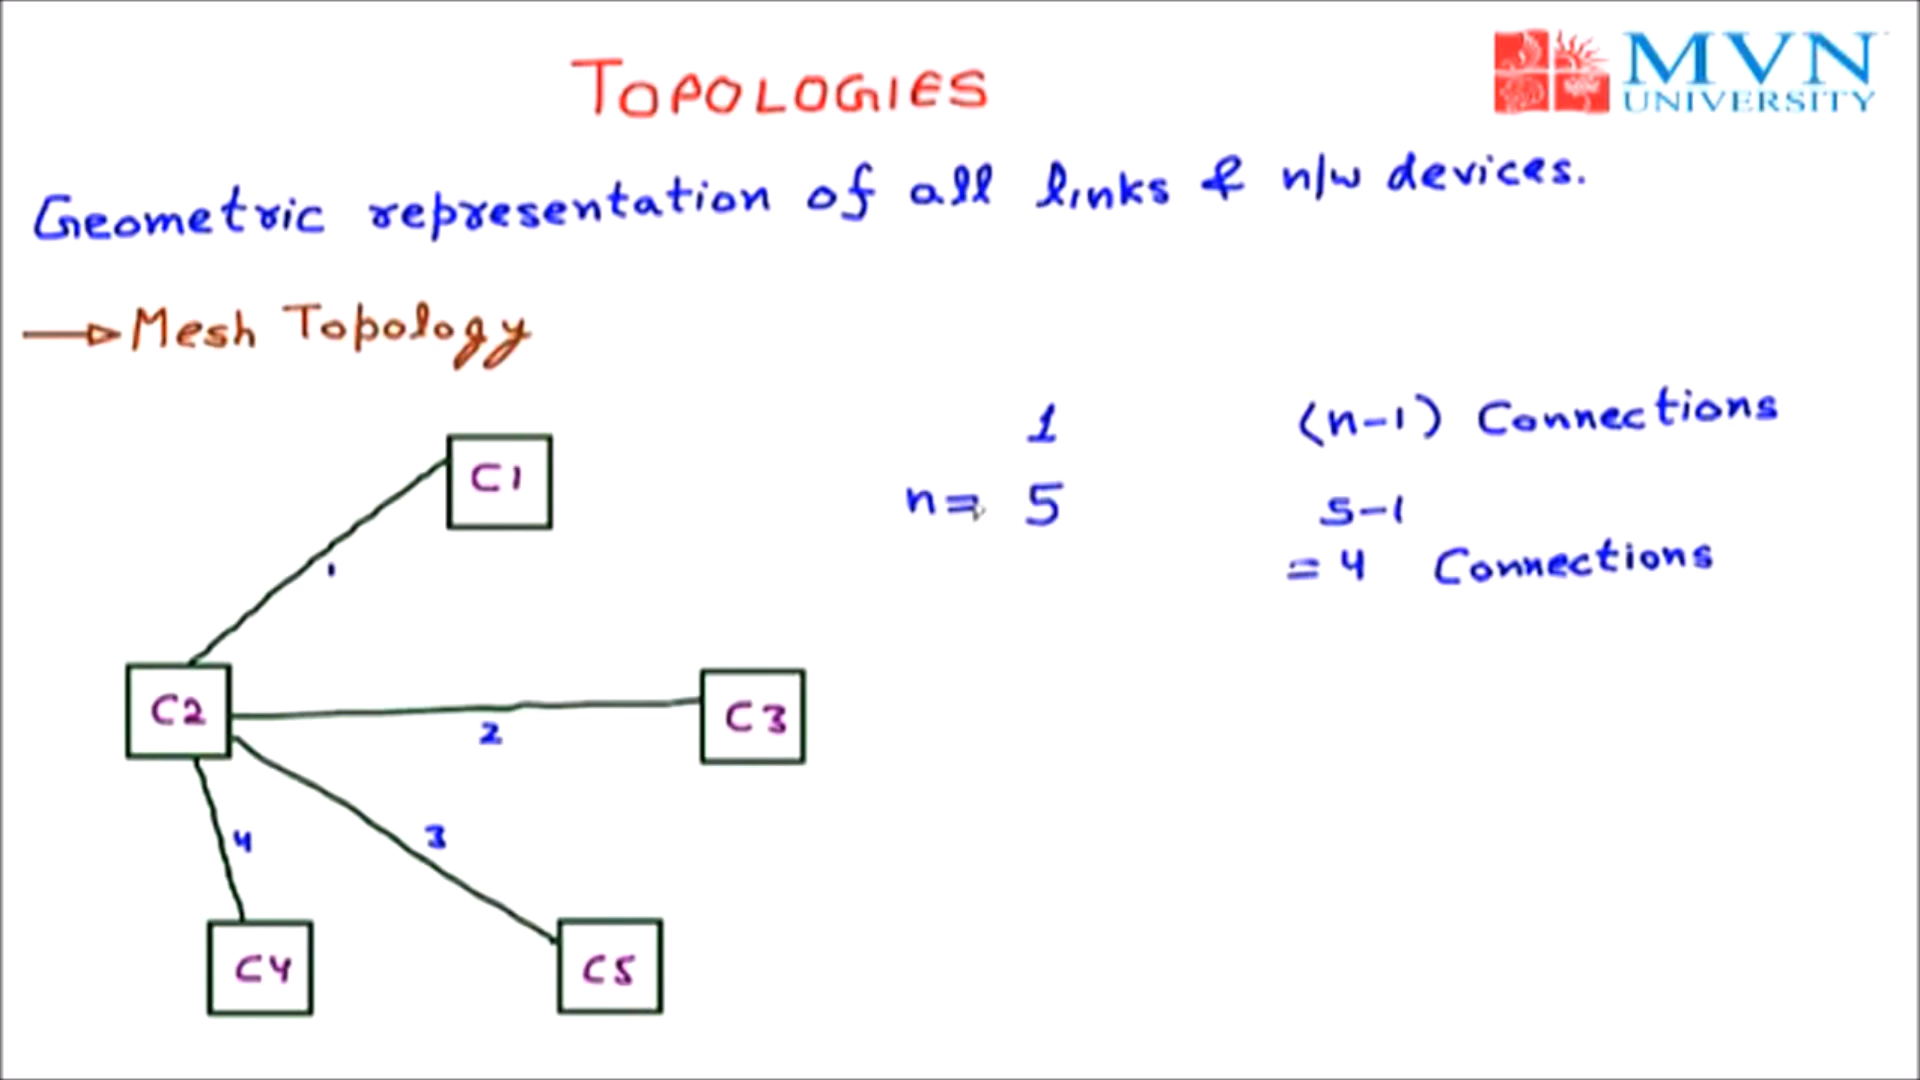 TOPOLOGIES
MVN
UNIVERSITY
Geometric representation of all links & n/w devices.
Mesh Topology
1 (n-1) Connections
n= 5 5-1
= 4 Connections
C1
1
C2
2
C3
4
3
C4
C5